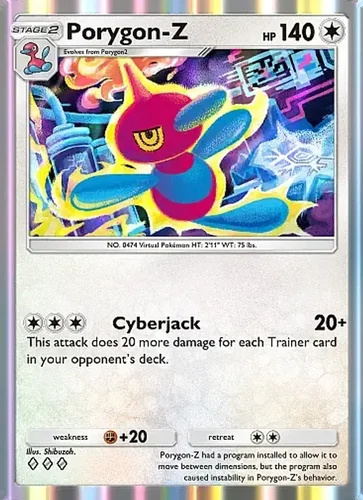 STAGE 2 Porygon-Z HP 140
Evolves from Porygon2
NO. 0474 Virtual Pokémon HT: 2'11" WT: 75 lbs.
Cyberjack 20+
This attack does 20 more damage for each Trainer card
in your opponent's deck.
weakness +20 retreat
Illus. Shibuzoh.
Porygon-Z had a program installed to allow it to
move between dimensions, but the program also
caused instability in Porygon-Z's behavior.